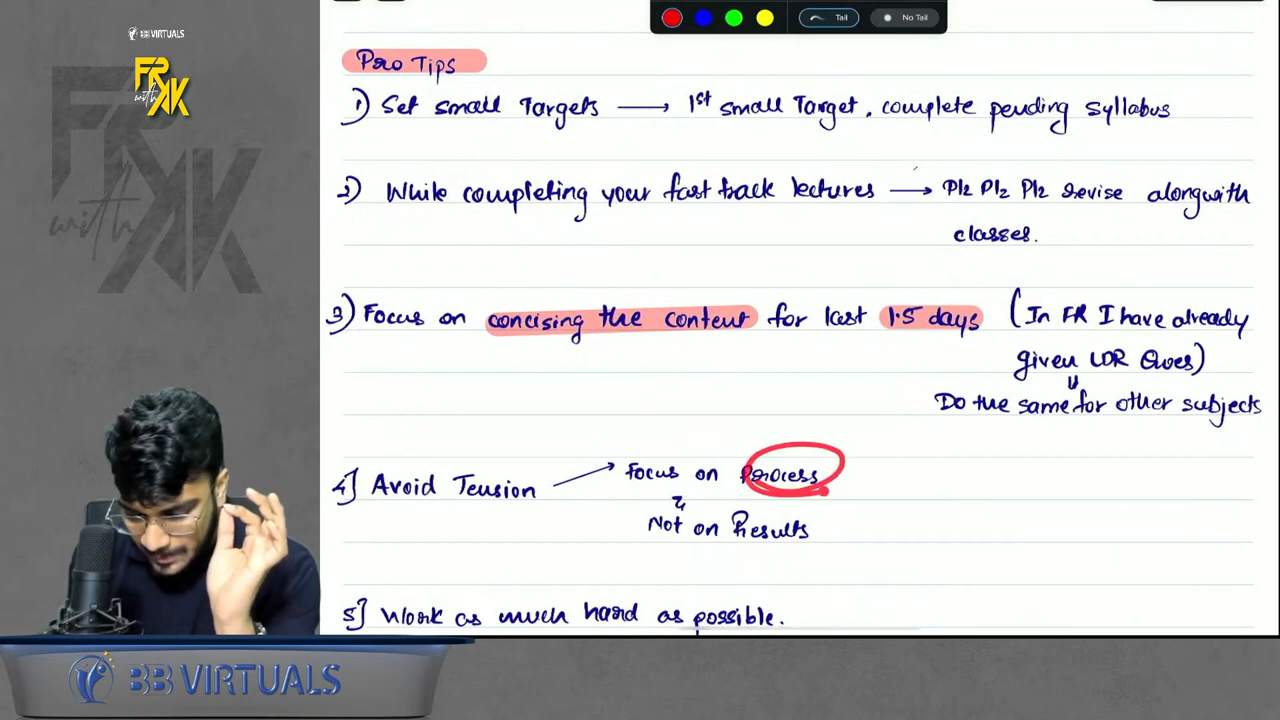 BB VIRTUALS
FR
with
AK
FR
with
AK
Tail
No Tail
Pro Tips
1) Set small Targets → 1st small Target. complete pending syllabus
2) While completing your fast track lectures → Plz Plz Plz revise alongwith
classes.
3) Focus on concising the content for last 1.5 days (In FR I have already
given LDR Ques)
Do the same for other subjects
4] Avoid Tension → Focus on Process
Not on Results
5] Work as much hard as possible.
BB VIRTUALS